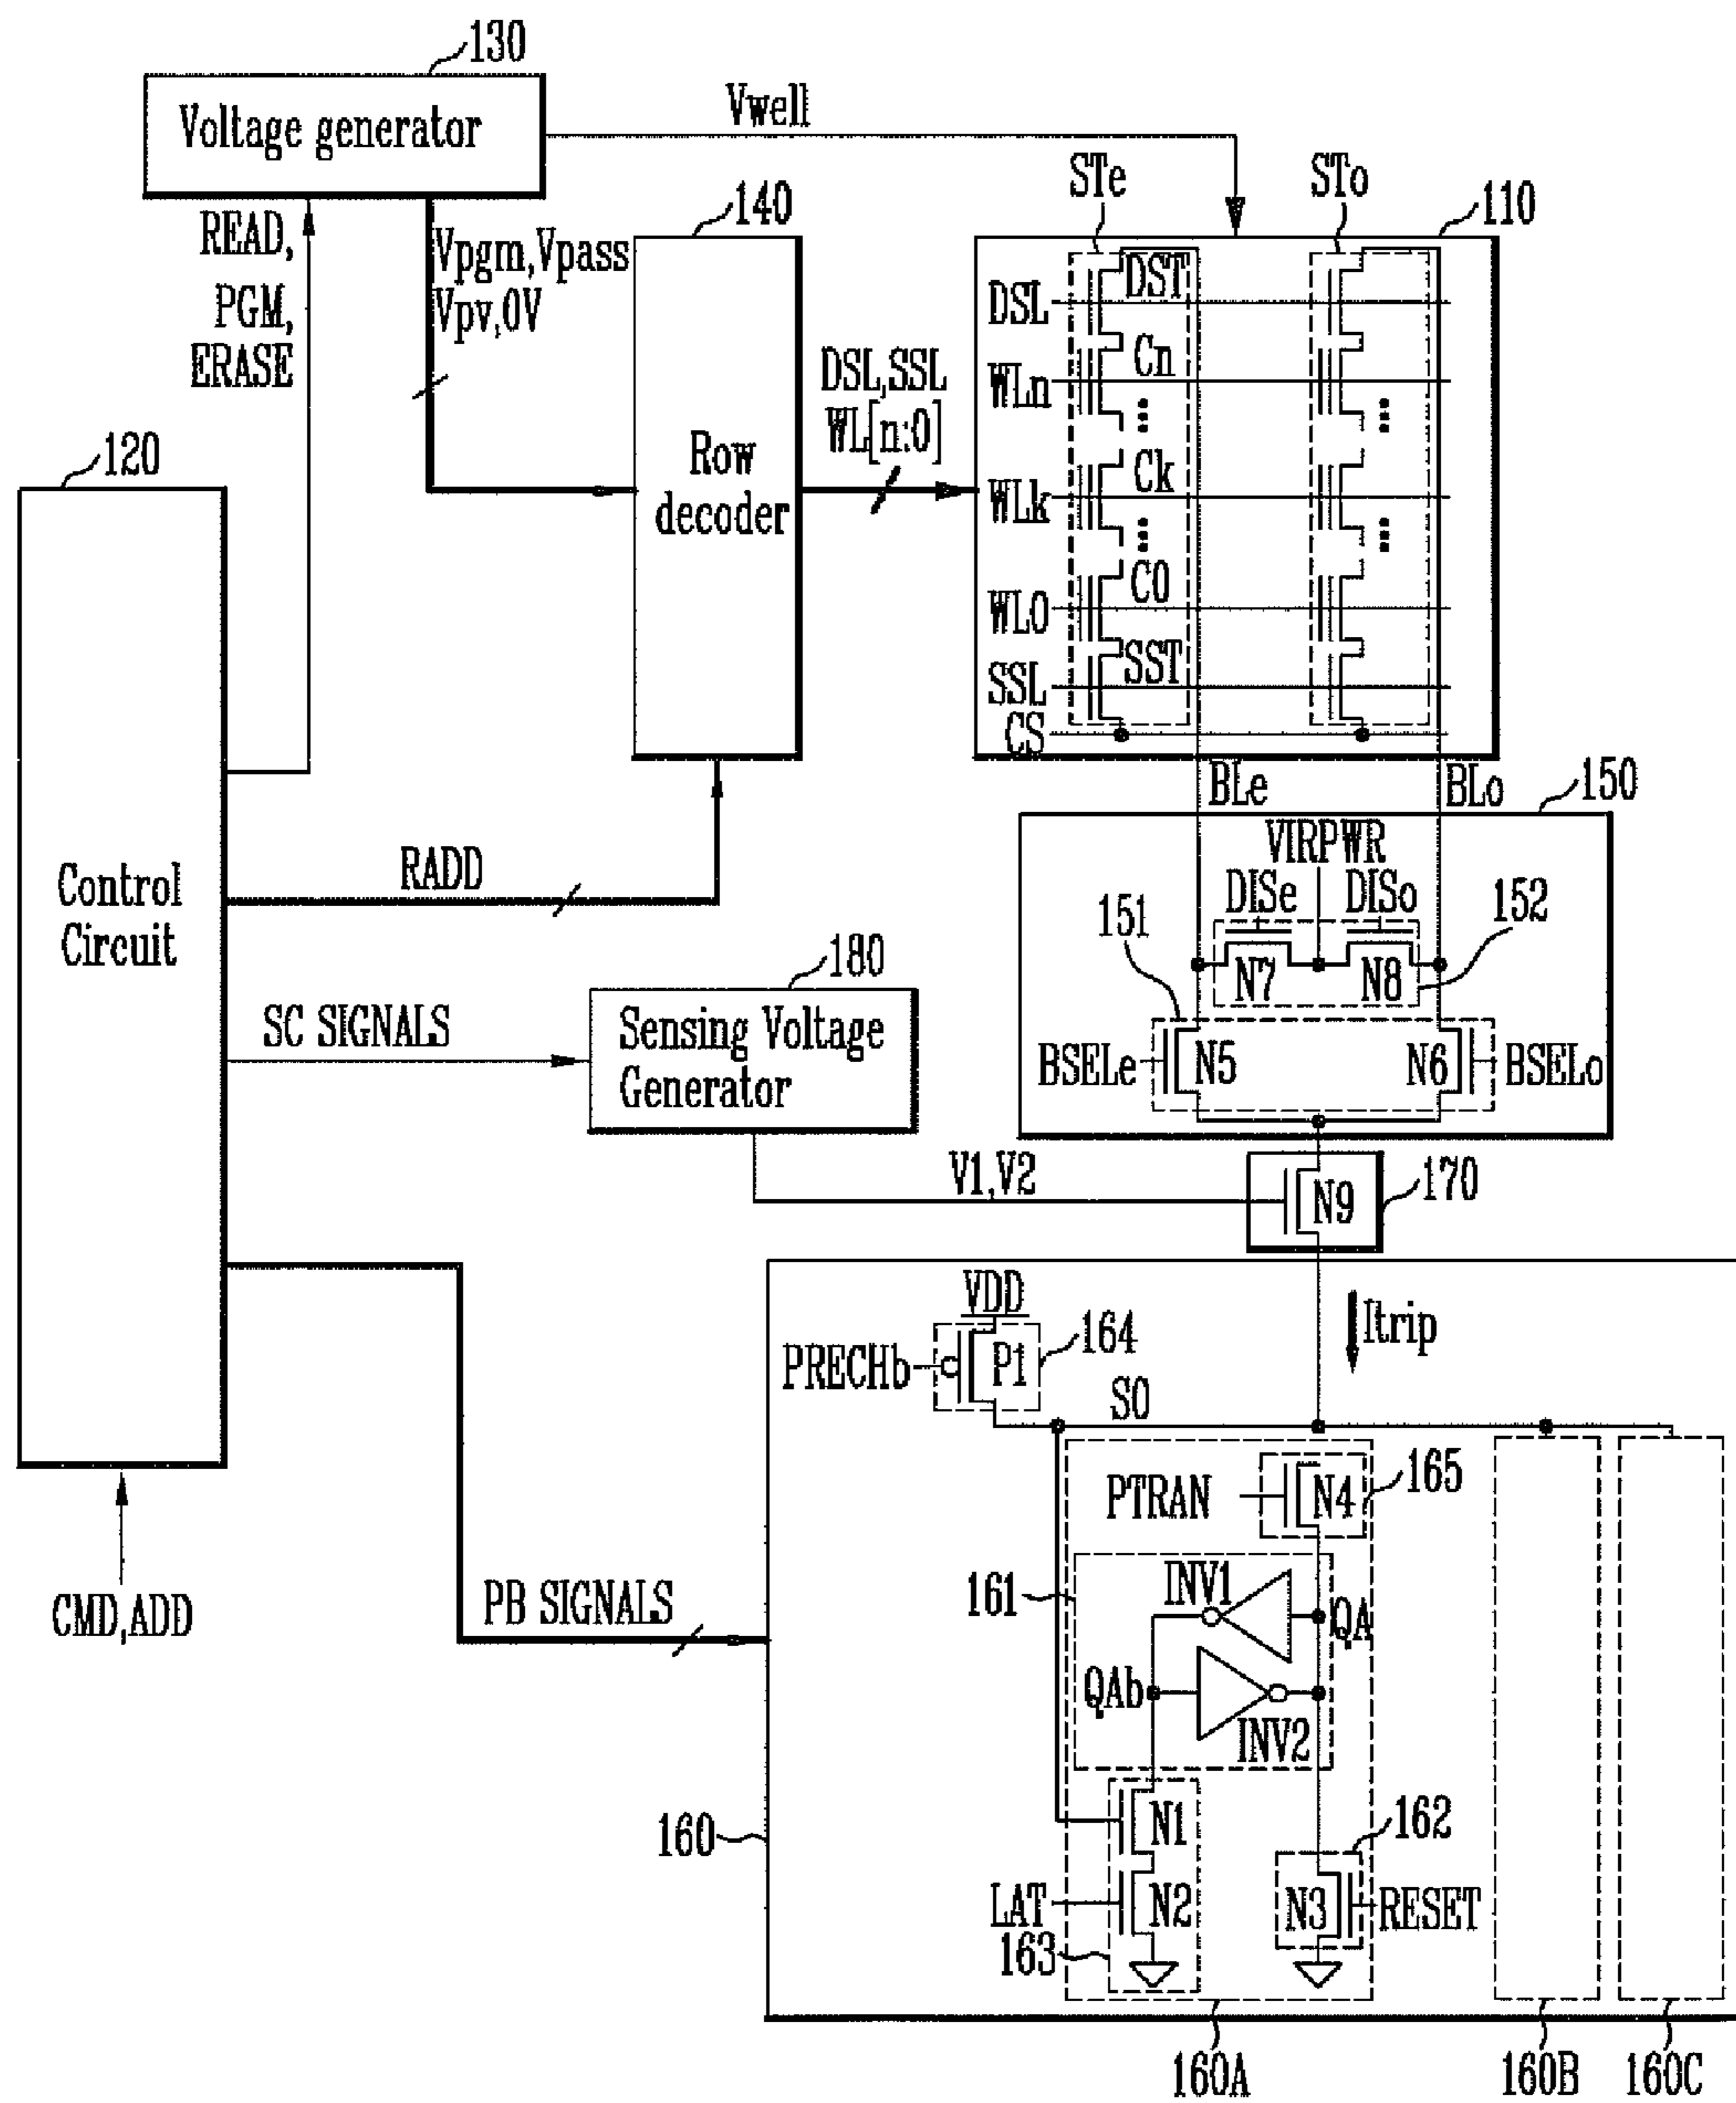 130
Voltage generator
Vwell
STe
STo
110
140
READ,
PGM,
ERASE
Vpgm,Vpass
Vpv,0V
DSL
DST
WLn
Cn
...
...
DSL,SSL
WL[n:0]
Row
decoder
WLk
Ck
...
...
WL0
C0
SSL
SST
CS
120
Control
Circuit
BLe
BLo
150
VIRPWR
DISe
DISo
152
151
N7
N8
RADD
180
SC SIGNALS
Sensing Voltage
Generator
BSELe
N5
N6
BSELo
V1,V2
N9
170
VDD
164
PRECHb
P1
Itrip
SO
PTRAN
N4
165
CMD,ADD
PB SIGNALS
161
INV1
QA
QAb
INV2
160
N1
162
LAT
N2
N3
RESET
163
160A
160B
160C